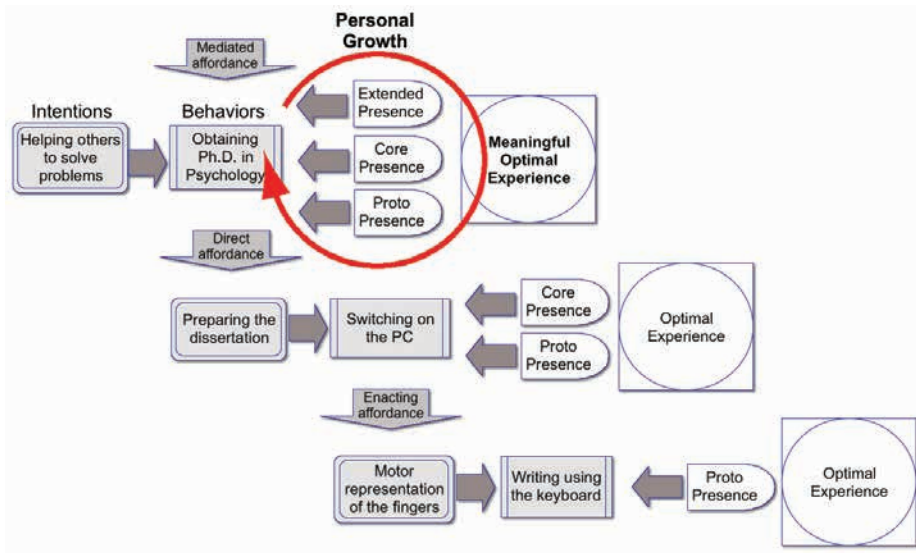 Personal
Growth
Mediated
affordance
Intentions
Behaviors
Extended
Presence
Helping others
to solve
problems
Obtaining
Ph.D. in
Psychology
Core
Presence
Meaningful
Optimal
Experience
Proto
Presence
Direct
affordance
Preparing the
dissertation
Switching on
the PC
Core
Presence
Proto
Presence
Optimal
Experience
Enacting
affordance
Motor
representation
of the fingers
Writing using
the keyboard
Proto
Presence
Optimal
Experience